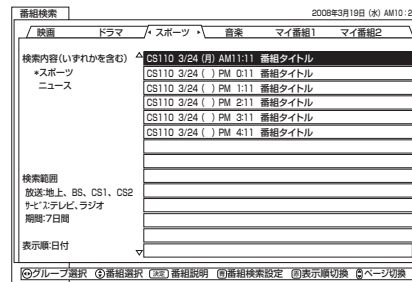 番組検索 2008年3月19日 (水) AM10:2
映画 ドラマ スポーツ 音楽 マイ番組1 マイ番組2
検索内容(いずれかを含む)
*スポーツ
ニュース
CS110 3/24 (月) AM11:11 番組タイトル
CS110 3/24 ( ) PM 0:11 番組タイトル
CS110 3/24 ( ) PM 1:11 番組タイトル
CS110 3/24 ( ) PM 2:11 番組タイトル
CS110 3/24 ( ) PM 3:11 番組タイトル
CS110 3/24 ( ) PM 4:11 番組タイトル
検索範囲
放送:地上、BS、CS1、CS2
サービス:テレビ、ラジオ
期間:7日間
表示順:日付
グループ選択 番組選択 決定 番組説明 青 番組検索設定 表示順切換 ページ切換